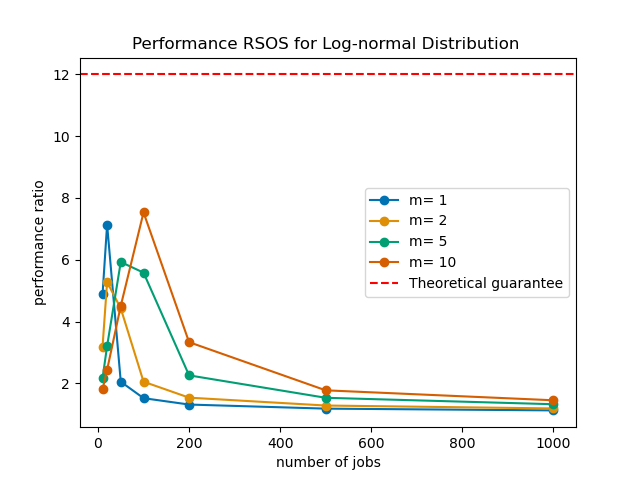 Performance RSOS for Log-normal Distribution
12
10
8
6
4
2
performance ratio
m= 1
m= 2
m= 5
m= 10
Theoretical guarantee
0
200
400
600
800
1000
number of jobs